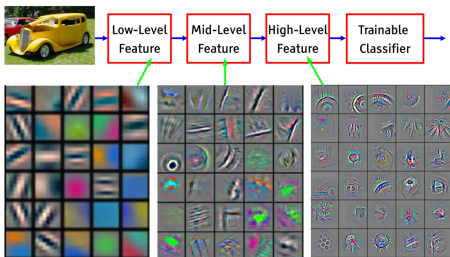 Low-Level
Feature
Mid-Level
Feature
High-Level
Feature
Trainable
Classifier